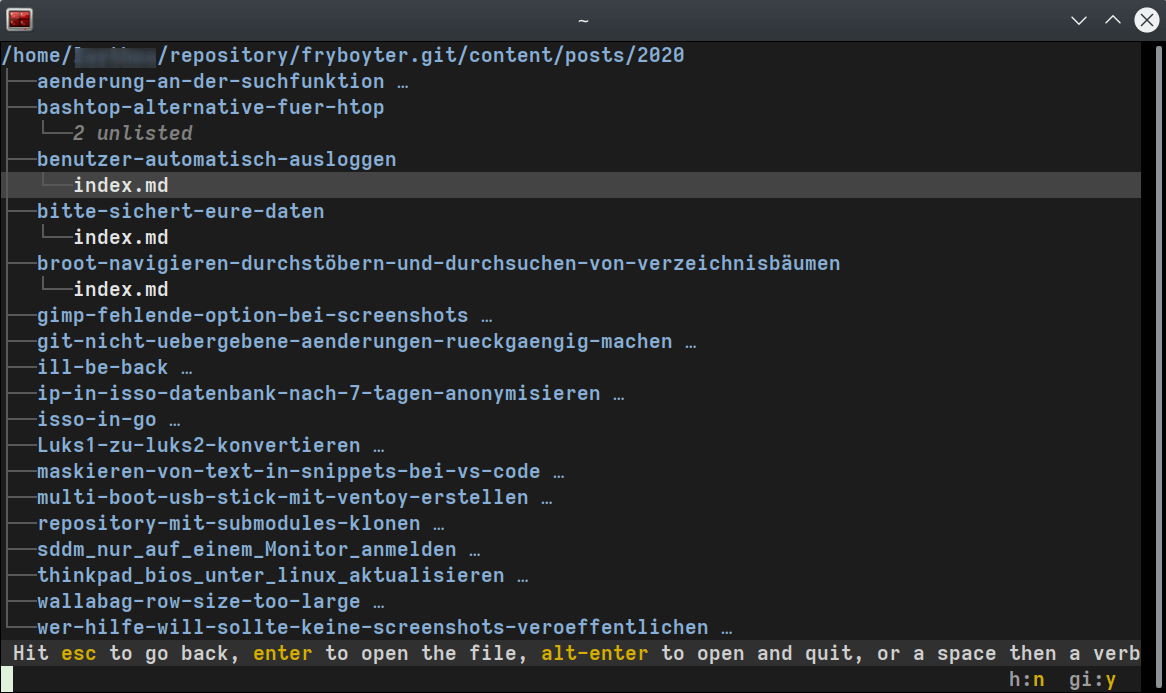 ~
/home/ /repository/fryboyter.git/content/posts/2020
aenderung-an-der-suchfunktion …
bashtop-alternative-fuer-htop
2 unlisted
benutzer-automatisch-ausloggen
index.md
bitte-sichert-eure-daten
index.md
broot-navigieren-durchstöbern-und-durchsuchen-von-verzeichnisbäumen
index.md
gimp-fehlende-option-bei-screenshots …
git-nicht-uebergebene-aenderungen-rueckgaengig-machen …
ill-be-back …
ip-in-isso-datenbank-nach-7-tagen-anonymisieren …
isso-in-go …
Luks1-zu-luks2-konvertieren …
maskieren-von-text-in-snippets-bei-vs-code …
multi-boot-usb-stick-mit-ventoy-erstellen …
repository-mit-submodules-klonen …
sddm_nur_auf_einem_Monitor_anmelden …
thinkpad_bios_unter_linux_aktualisieren …
wallabag-row-size-too-large …
wer-hilfe-will-sollte-keine-screenshots-veroeffentlichen …
Hit esc to go back, enter to open the file, alt-enter to open and quit, or a space then a verb
h:n gi:y